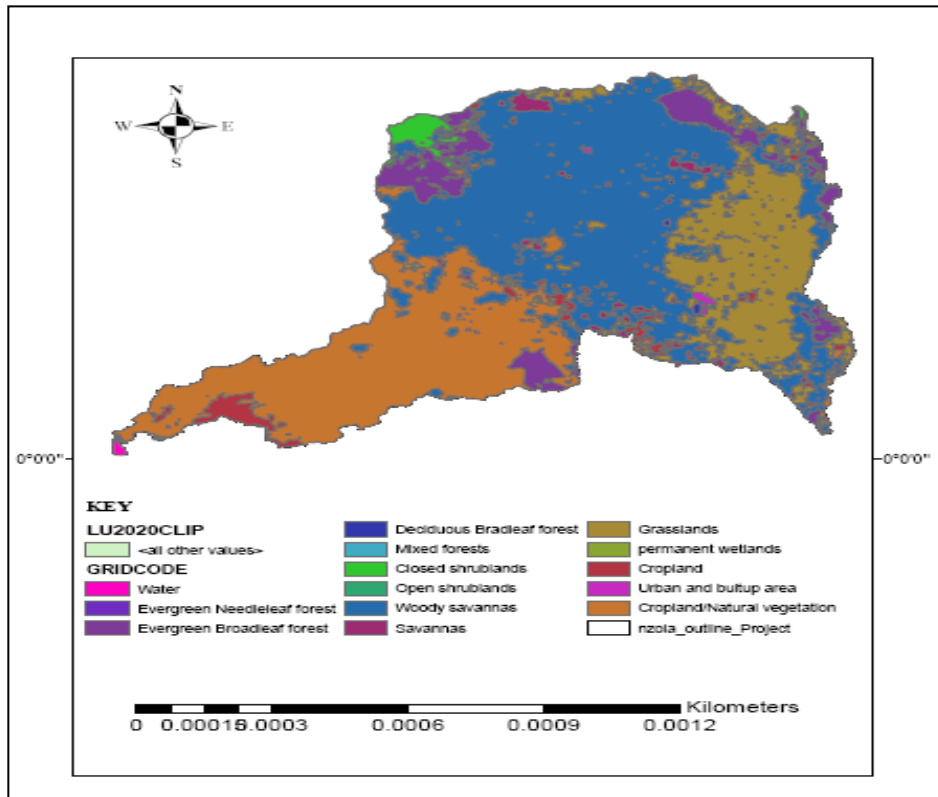 N
W E
S
0°0'0" 0°0'0"
KEY
LU2020CLIP
<all other values>
GRIDCODE
Water
Evergreen Needleleaf forest
Evergreen Broadleaf forest
Deciduous Bradleaf forest
Mixed forests
Closed shrublands
Open shrublands
Woody savannas
Savannas
Grasslands
permanent wetlands
Cropland
Urban and bultup area
Cropland/Natural vegetation
nzoia_outline_Project
Kilometers
0 0.00015 0.0003 0.0006 0.0009 0.0012